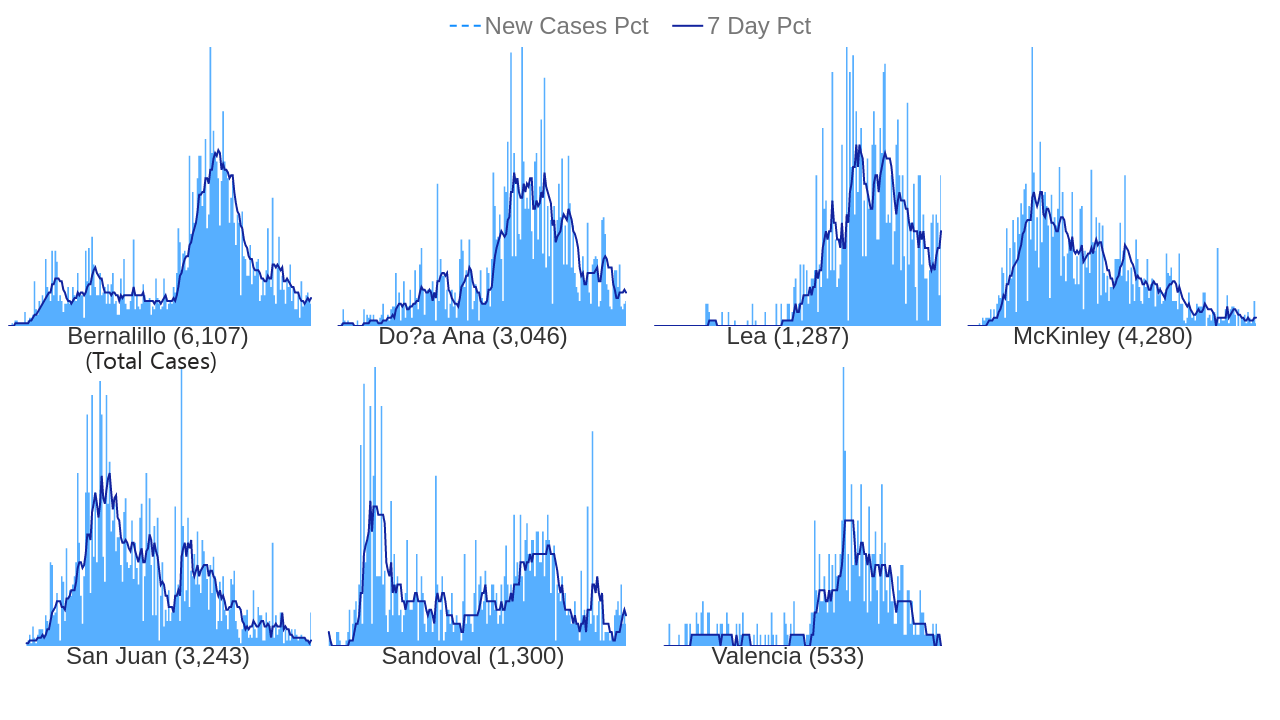 New Cases Pct 7 Day Pct
Bernalillo (6,107) Do?a Ana (3,046) Lea (1,287) McKinley (4,280)
(Total Cases)
San Juan (3,243) Sandoval (1,300) Valencia (533)